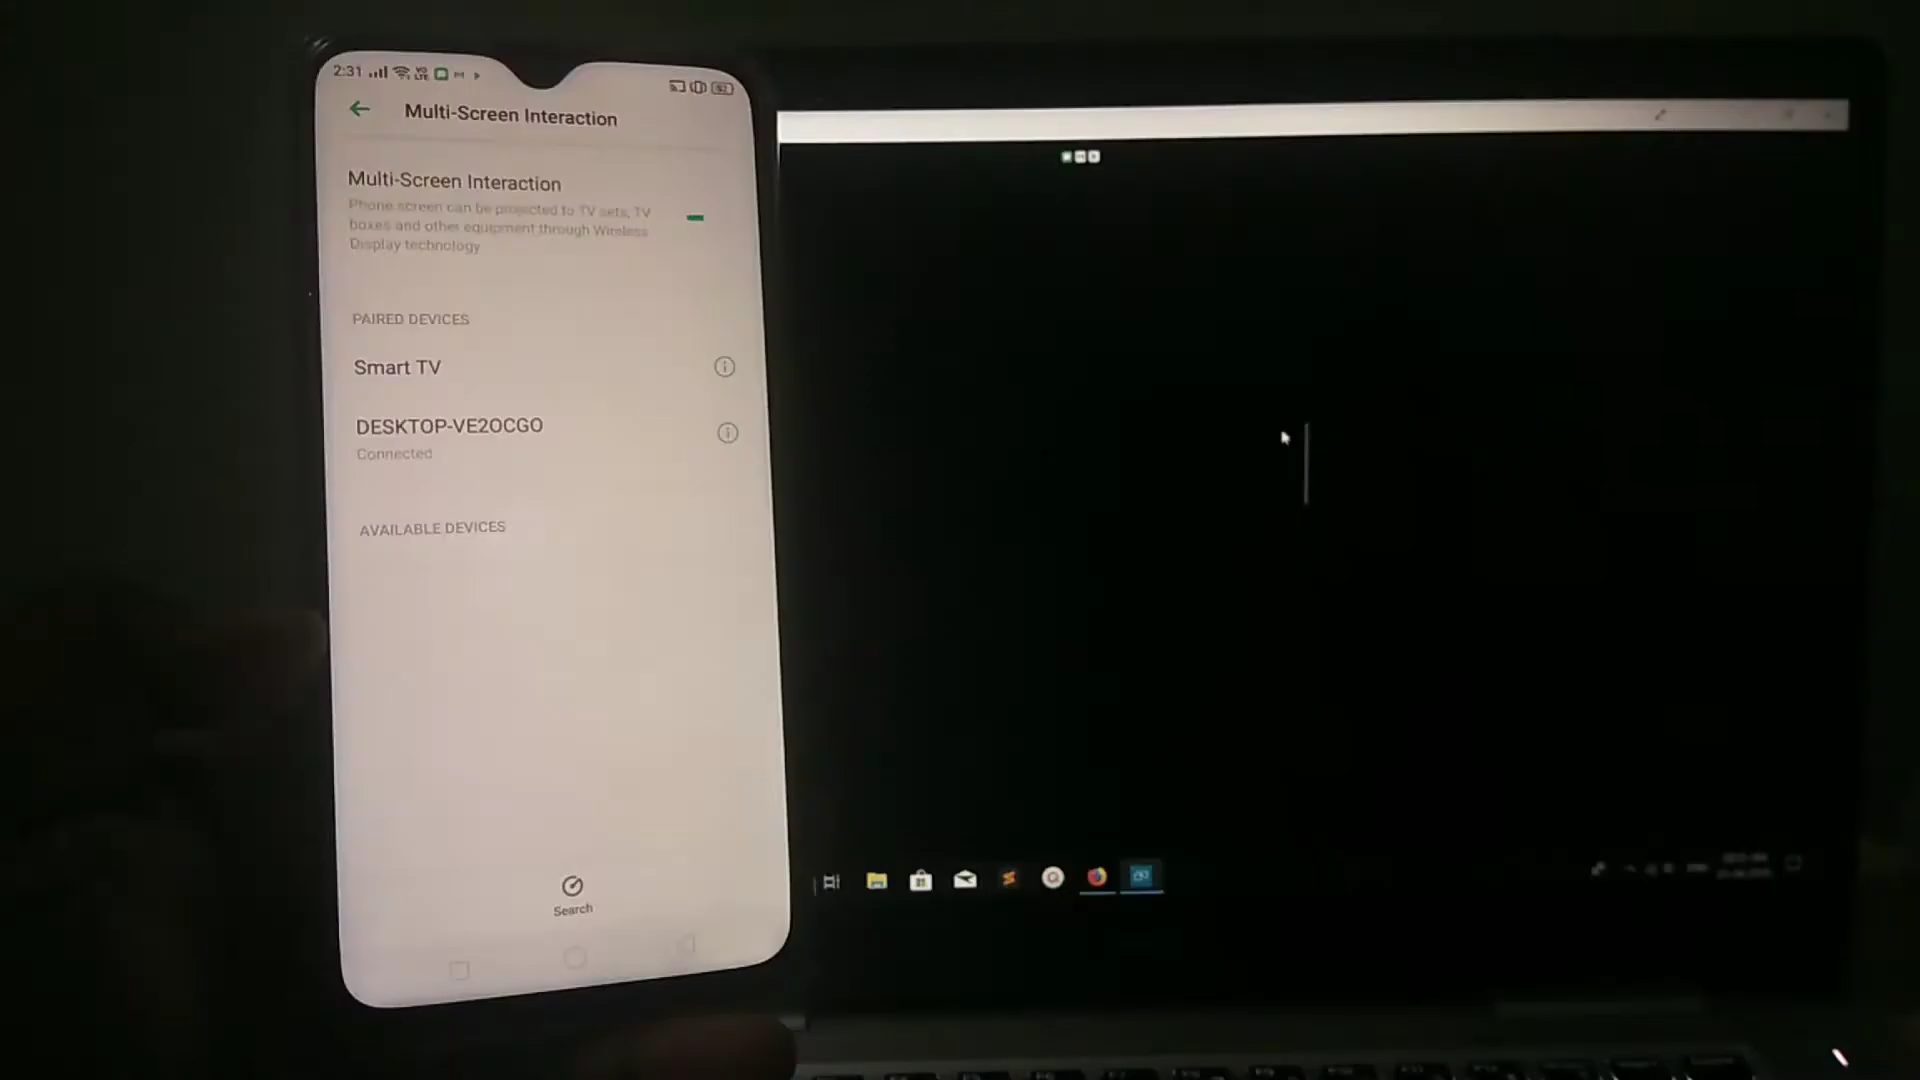 2:31
Multi-Screen Interaction
Multi-Screen Interaction
Phone screen can be projected to TV sets, TV
boxes and other equipment through Wireless
Display technology
PAIRED DEVICES
Smart TV
DESKTOP-VE2OCGO
Connected
AVAILABLE DEVICES
Search